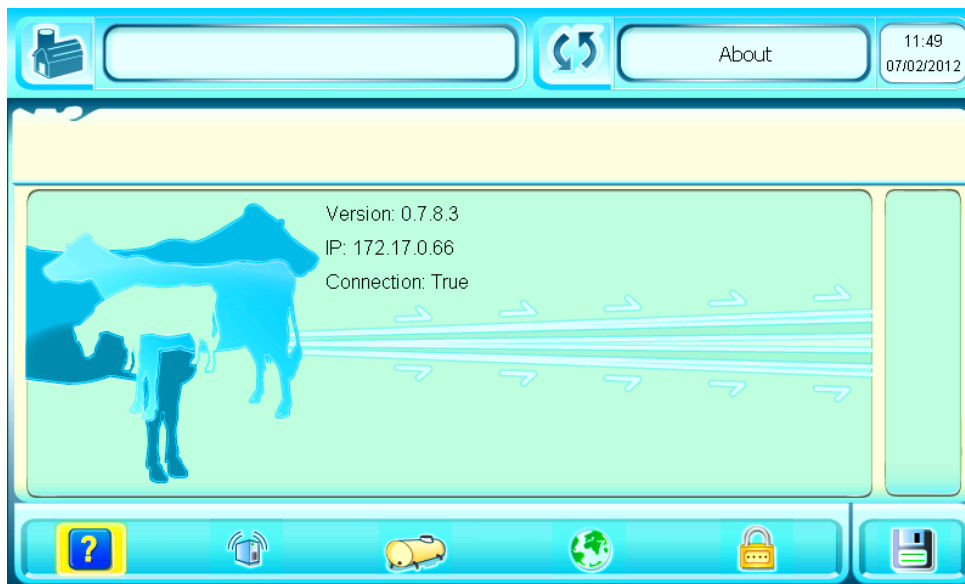 About
11:49
07/02/2012
Version: 0.7.8.3
IP: 172.17.0.66
Connection: True
?